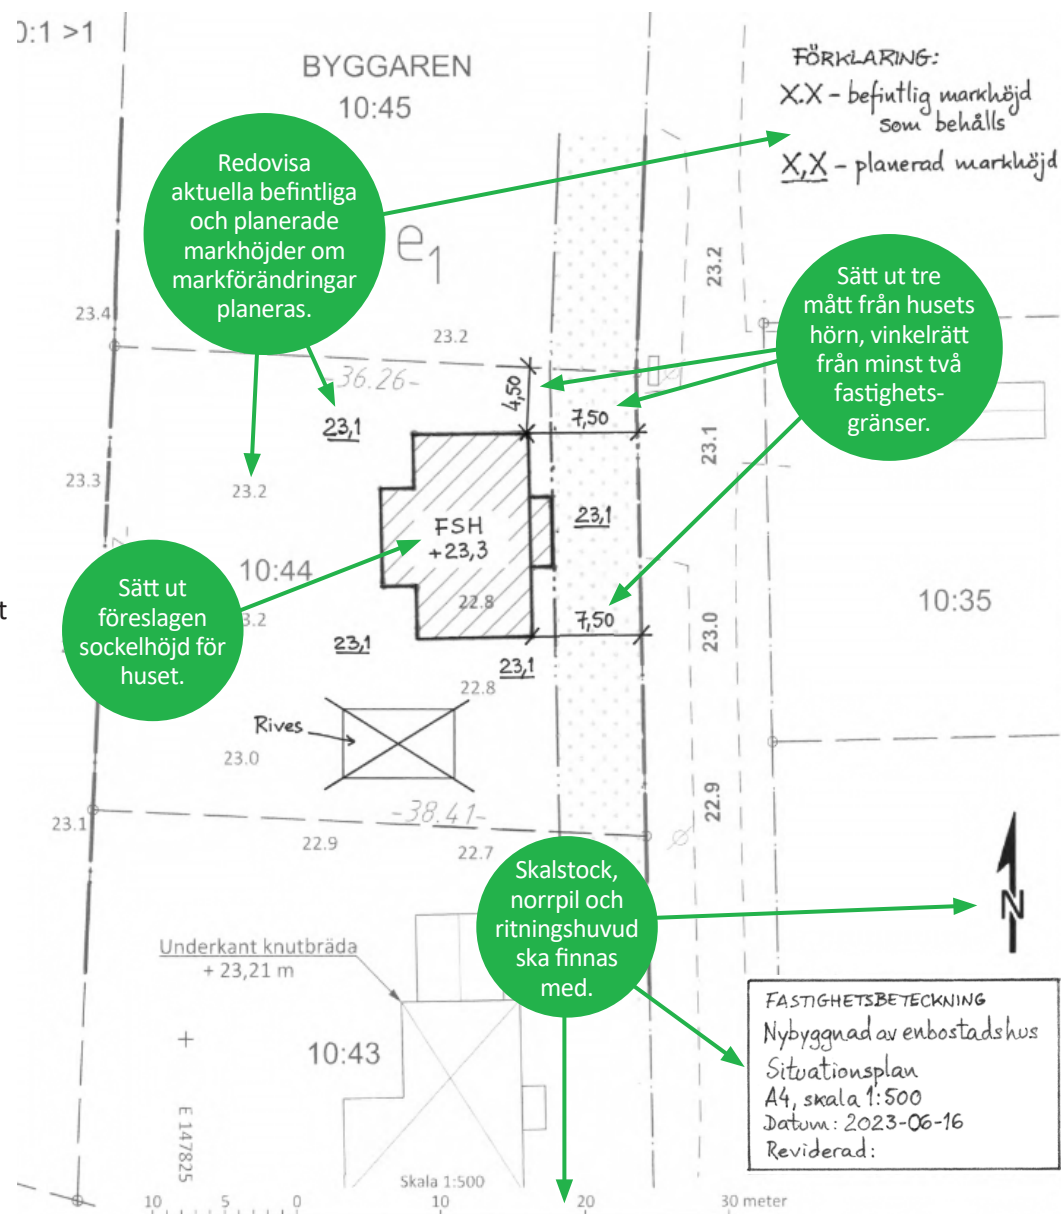 0:1 >1
BYGGAREN
10:45
FÖRKLARING:
X.X – befintlig markhöjd
som behålls
X,X – planerad markhöjd
Redovisa
aktuella befintliga
och planerade
markhöjder om
markförändringar
planeras.
e1
23.2
Sätt ut tre
mått från husets
hörn, vinkelrätt
från minst två
fastighets-
gränser.
23.4
23.2
-36.26-
4,50
7,50
23,1
23.1
23.3
23.2
FSH
+23,3
23,1
10:44
Sätt ut
föreslagen
sockelhöjd för
huset.
t
3.2
22.8
7,50
23.0
10:35
23,1
23,1
22.8
Rives
23.0
-38.41-
22.9
23.1
22.9
22.7
Skalstock,
norrpil och
ritningshuvud
ska finnas
med.
N
Underkant knutbräda
+ 23,21 m
10:43
E 147825
FASTIGHETSBETECKNING
Nybyggnad av enbostadshus
Situationsplan
A4, skala 1:500
Datum: 2023-06-16
Reviderad:
Skala 1:500
10 5 0 10 20 30 meter